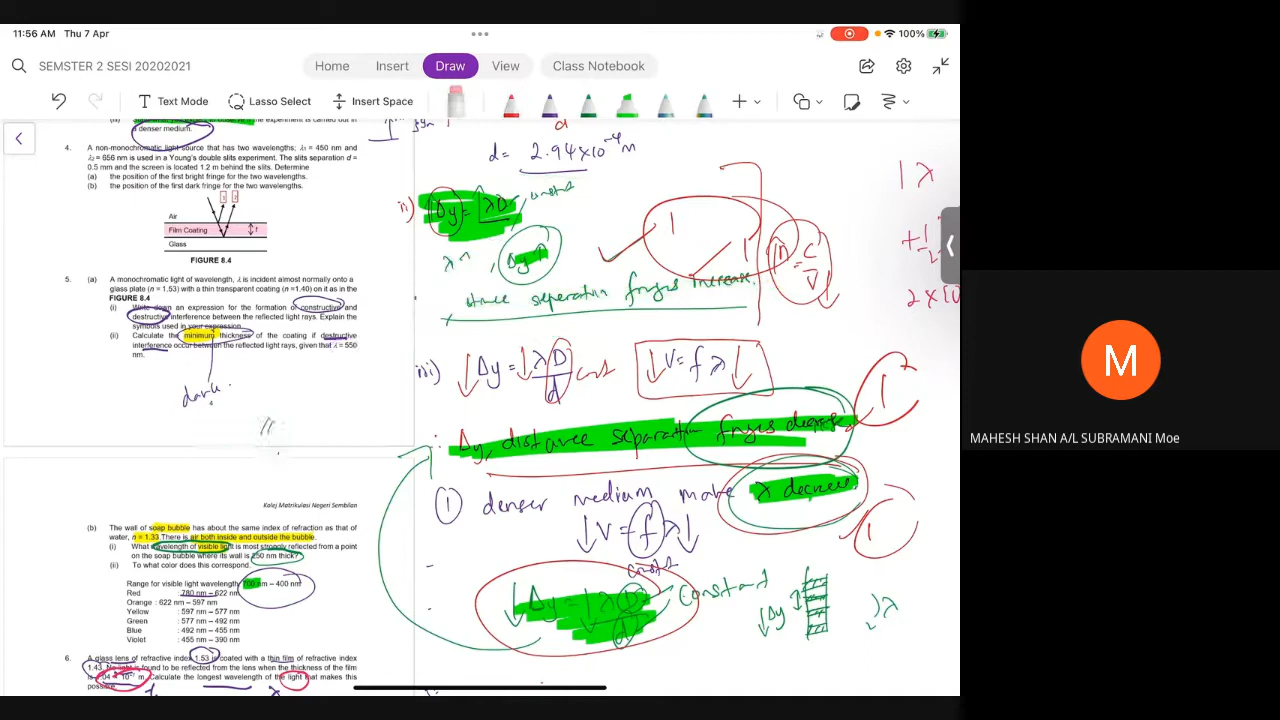 11:56 AM Thu 7 Apr
100%
SEMSTER 2 SESI 20202021
Home Insert Draw View Class Notebook
Text Mode Lasso Select Insert Space
a denser medium.
4. A non-monochromatic light source that has two wavelengths; λ₁ = 450 nm and
λ₂ = 656 nm is used in a Young's double slits experiment. The slits separation d =
0.5 mm and the screen is located 1.2 m behind the slits. Determine
(a) the position of the first bright fringe for the two wavelengths.
(b) the position of the first dark fringe for the two wavelengths.
1 2
Air
Film Coating t
Glass
FIGURE 8.4
5. (a) A monochromatic light of wavelength, λ is incident almost normally onto a
glass plate (n = 1.53) with a thin transparent coating (n =1.40) on it as in the
FIGURE 8.4
(i) Write down an expression for the formation of constructive and
destructive interference between the reflected light rays. Explain the
symbols used in your expression.
(ii) Calculate the minimum thickness of the coating if destructive
interference occur between the reflected light rays, given that λ = 550
nm.
dark.
Kolej Matrikulasi Negeri Sembilan
(b) The wall of soap bubble has about the same index of refraction as that of
water, n = 1.33.There is air both inside and outside the bubble.
(i) What wavelength of visible light is most strongly reflected from a point
on the soap bubble where its wall is 250 nm thick?
(ii) To what color does this correspond.
Range for visible light wavelength 700 nm – 400 nm
Red : 780 nm – 622 nm
Orange : 622 nm – 597 nm
Yellow : 597 nm – 577 nm
Green : 577 nm – 492 nm
Blue : 492 nm – 455 nm
Violet : 455 nm – 390 nm
6. A glass lens of refractive index 1.53 is coated with a thin film of refractive index
1.43. No light is found to be reflected from the lens when the thickness of the film
m. Calculate the longest wavelength of the light that makes this
d
d = 2.94×10⁻⁴ m
ii) Δy = λD const
λ↑, Δy↑
1
1
n = c/v ↓
distance seperation fringes increase.
1 λ
2×10
iii) ↓Δy = ↓λD/d const
↓V = f λ↓
∴ Δy, distance separation fringes decrease
1
① denser medium make λ decrease
1
↓V = f λ↓
const
↓Δy = ↓λD/d constant
↓Δy
λ
M
MAHESH SHAN A/L SUBRAMANI Moe